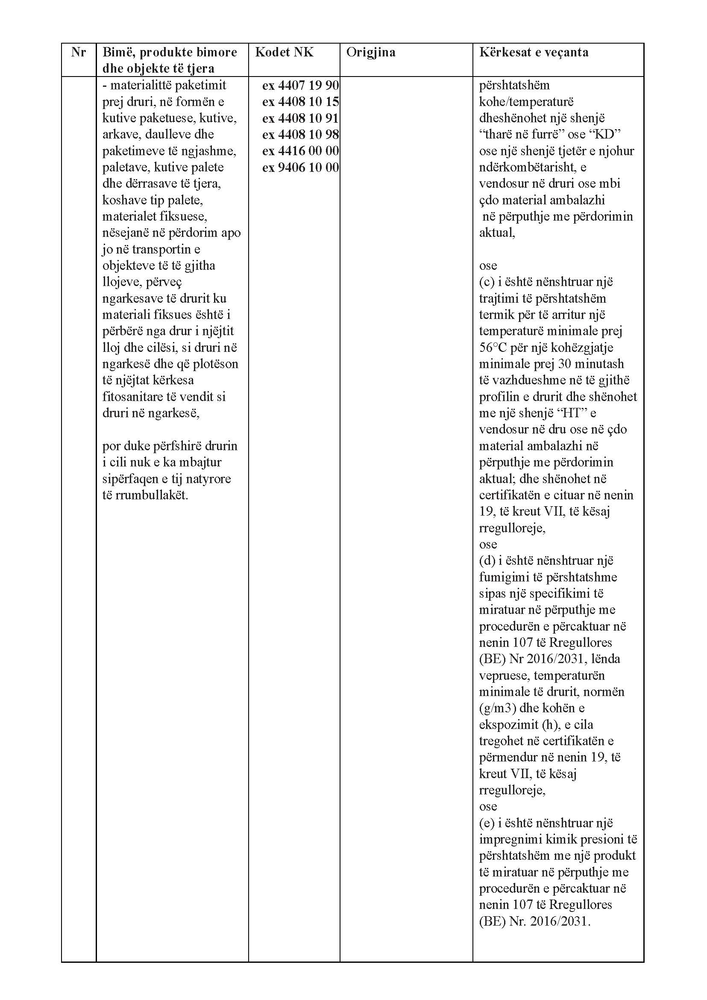 Nr
Bimë, produkte bimore
dhe objekte të tjera
Kodet NK
Origjina
Kërkesat e veçanta
- materialittë paketimit
prej druri, në formën e
kutive paketuese, kutive,
arkave, daulleve dhe
paketimeve të ngjashme,
paletave, kutive palete
dhe dërrasave të tjera,
koshave tip palete,
materialet fiksuese,
nësejanë në përdorim apo
jo në transportin e
objekteve të të gjitha
llojeve, përveç
ngarkesave të drurit ku
materiali fiksues është i
përbërë nga drur i njëjtit
lloj dhe cilësi, si druri në
ngarkesë dhe që plotëson
të njëjtat kërkesa
fitosanitare të vendit si
druri në ngarkesë,
por duke përfshirë drurin
i cili nuk e ka mbajtur
sipërfaqen e tij natyrore
të rrumbullakët.
ex 4407 19 90
ex 4408 10 15
ex 4408 10 91
ex 4408 10 98
ex 4416 00 00
ex 9406 10 00
përshtatshëm
kohe/temperaturë
dheshënohet një shenjë
“tharë në furrë” ose “KD”
ose një shenjë tjetër e njohur
ndërkombëtarisht, e
vendosur në druri ose mbi
çdo material ambalazhi
në përputhje me përdorimin
aktual,
ose
(c) i është nënshtruar një
trajtimi të përshtatshëm
termik për të arritur një
temperaturë minimale prej
56°C për një kohëzgjatje
minimale prej 30 minutash
të vazhdueshme në të gjithë
profilin e drurit dhe shënohet
me një shenjë “HT” e
vendosur në dru ose në çdo
material ambalazhi në
përputhje me përdorimin
aktual; dhe shënohet në
certifikatën e cituar në nenin
19, të kreut VII, të kësaj
rregulloreje,
ose
(d) i është nënshtruar një
fumigimi të përshtatshme
sipas një specifikimi të
miratuar në përputhje me
procedurën e përcaktuar në
nenin 107 të Rregullores
(BE) Nr 2016/2031, lënda
vepruese, temperaturën
minimale të drurit, normën
(g/m3) dhe kohën e
ekspozimit (h), e cila
tregohet në certifikatën e
përmendur në nenin 19, të
kreut VII, të kësaj
rregulloreje,
ose
(e) i është nënshtruar një
impregnimi kimik presioni të
përshtatshëm me një produkt
të miratuar në përputhje me
procedurën e përcaktuar në
nenin 107 të Rregullores
(BE) Nr. 2016/2031.